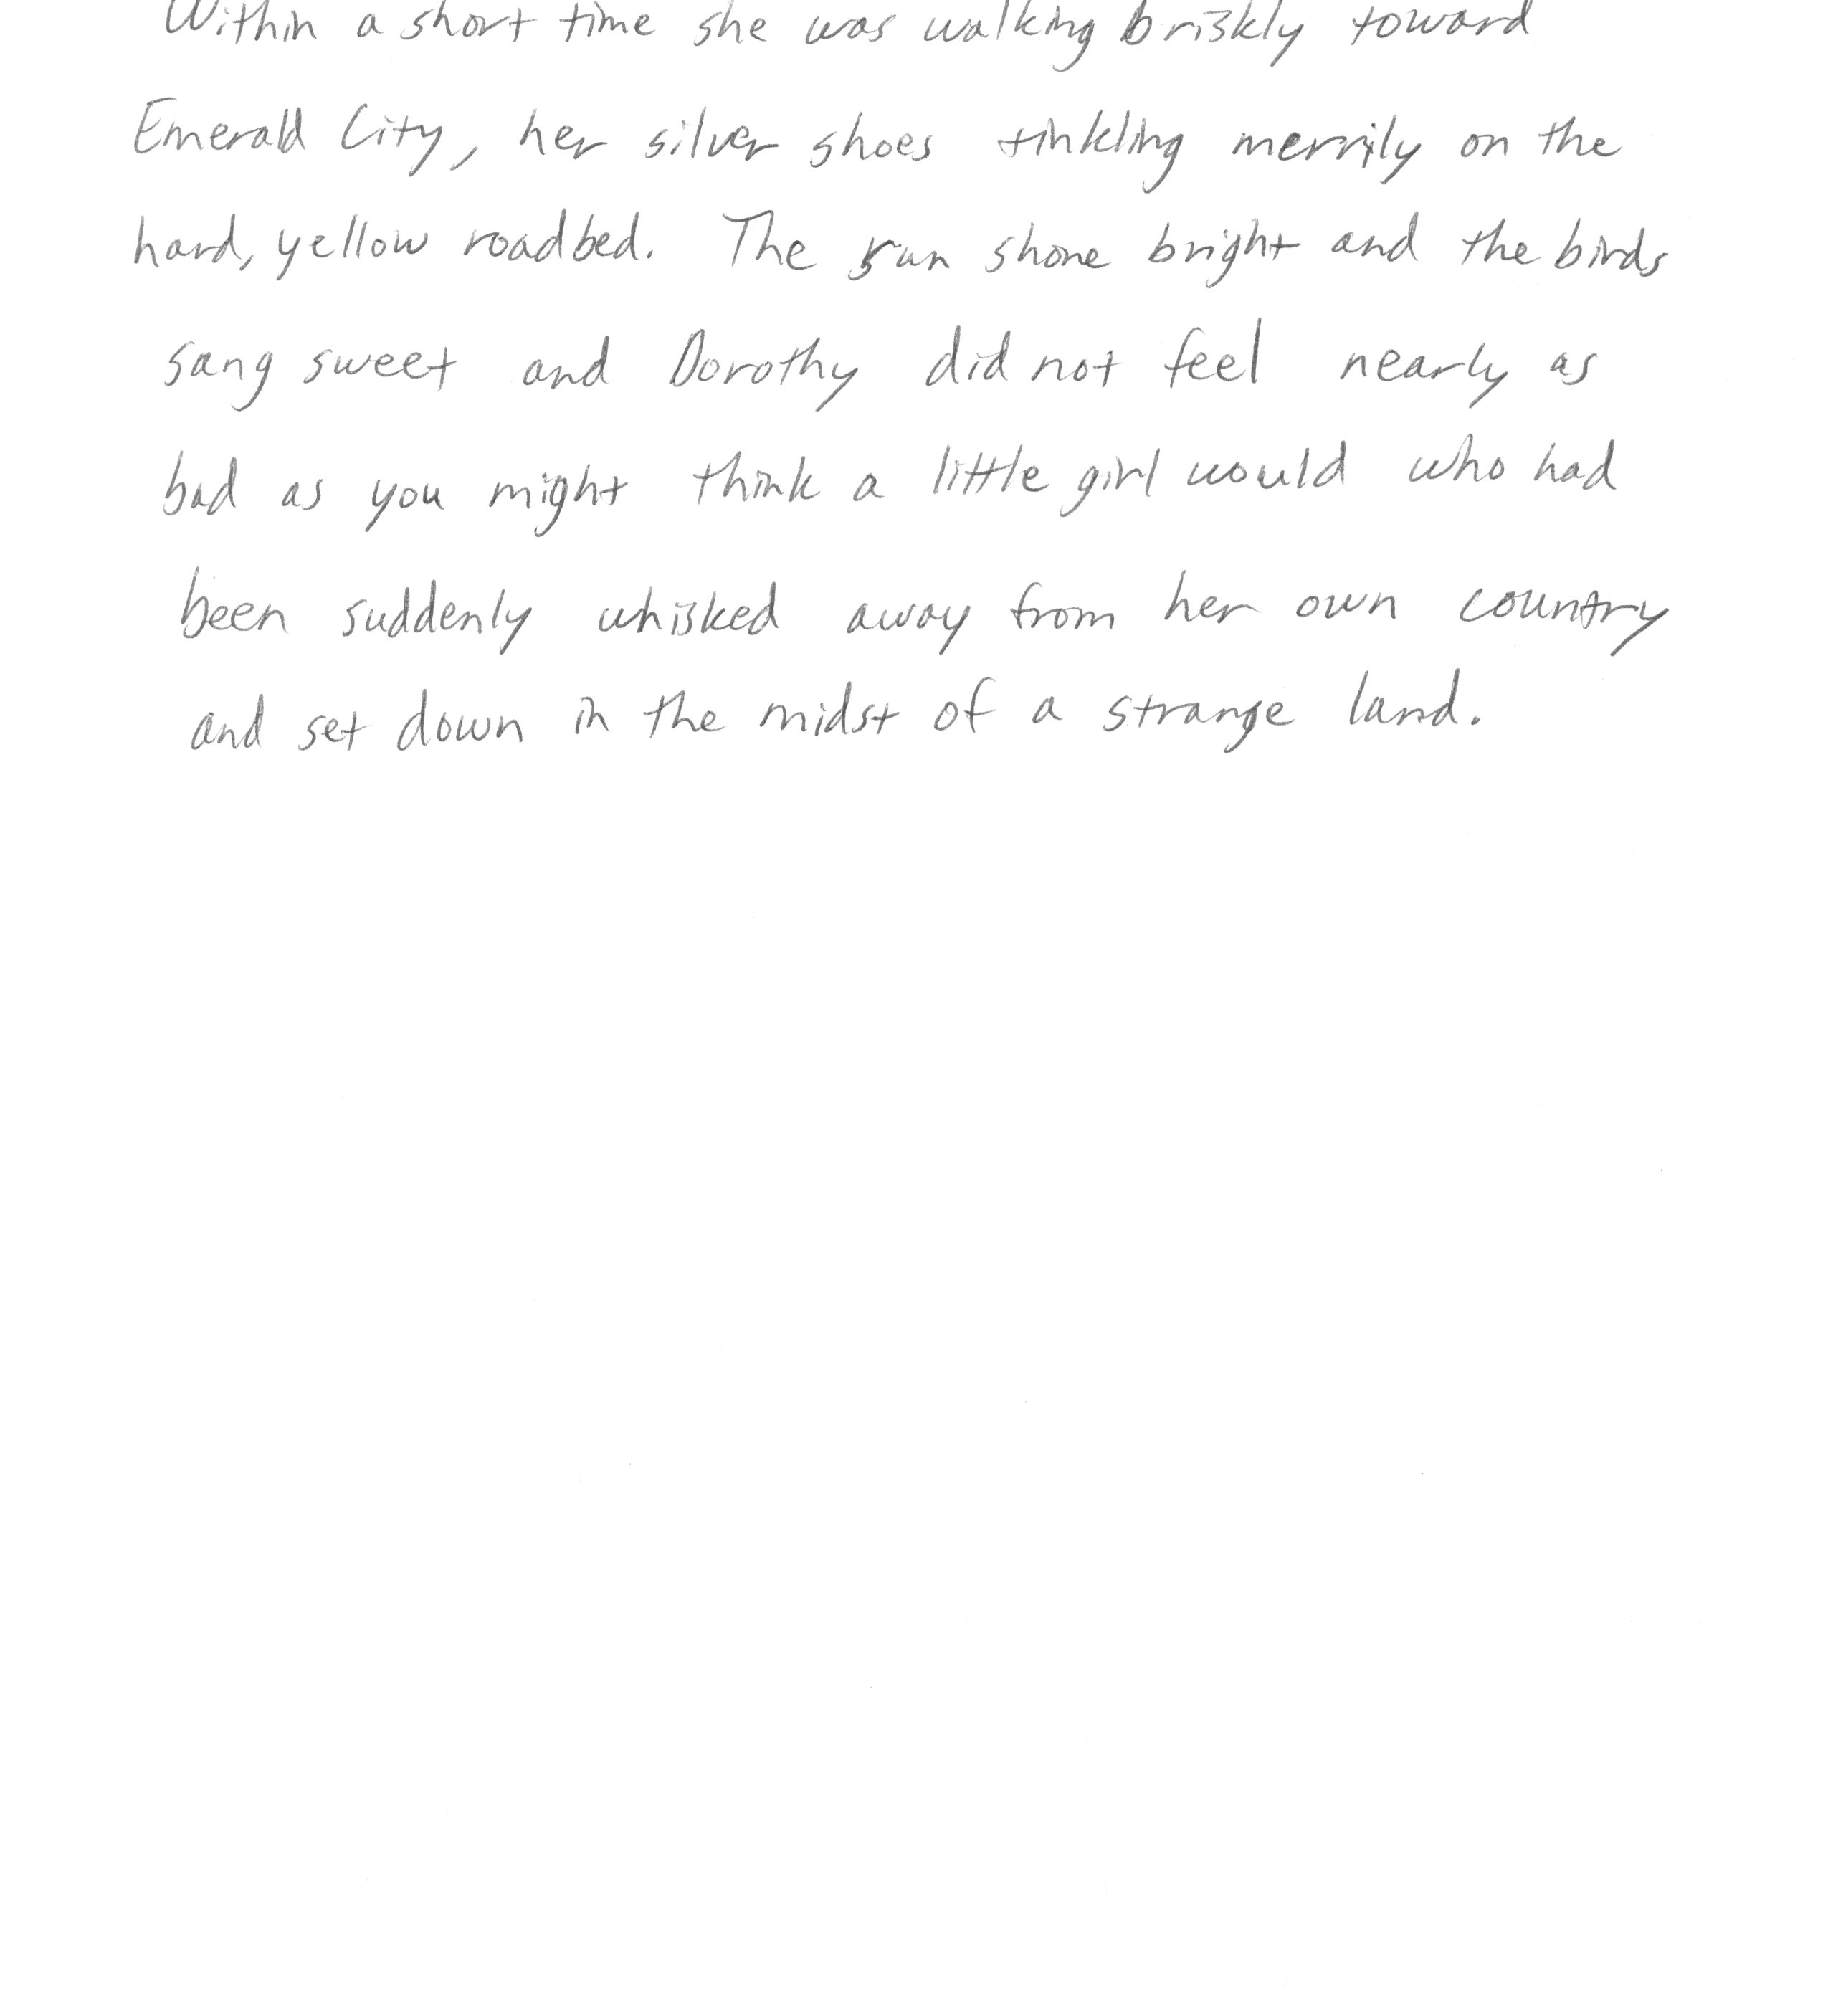 Within a short time she was walking briskly toward
Emerald City, her silver shoes tinkling merrily on the
hard, yellow roadbed. The sun shone bright and the birds
sang sweet and Dorothy did not feel nearly as
bad as you might think a little girl would who had
been suddenly whisked away from her own country
and set down in the midst of a strange land.